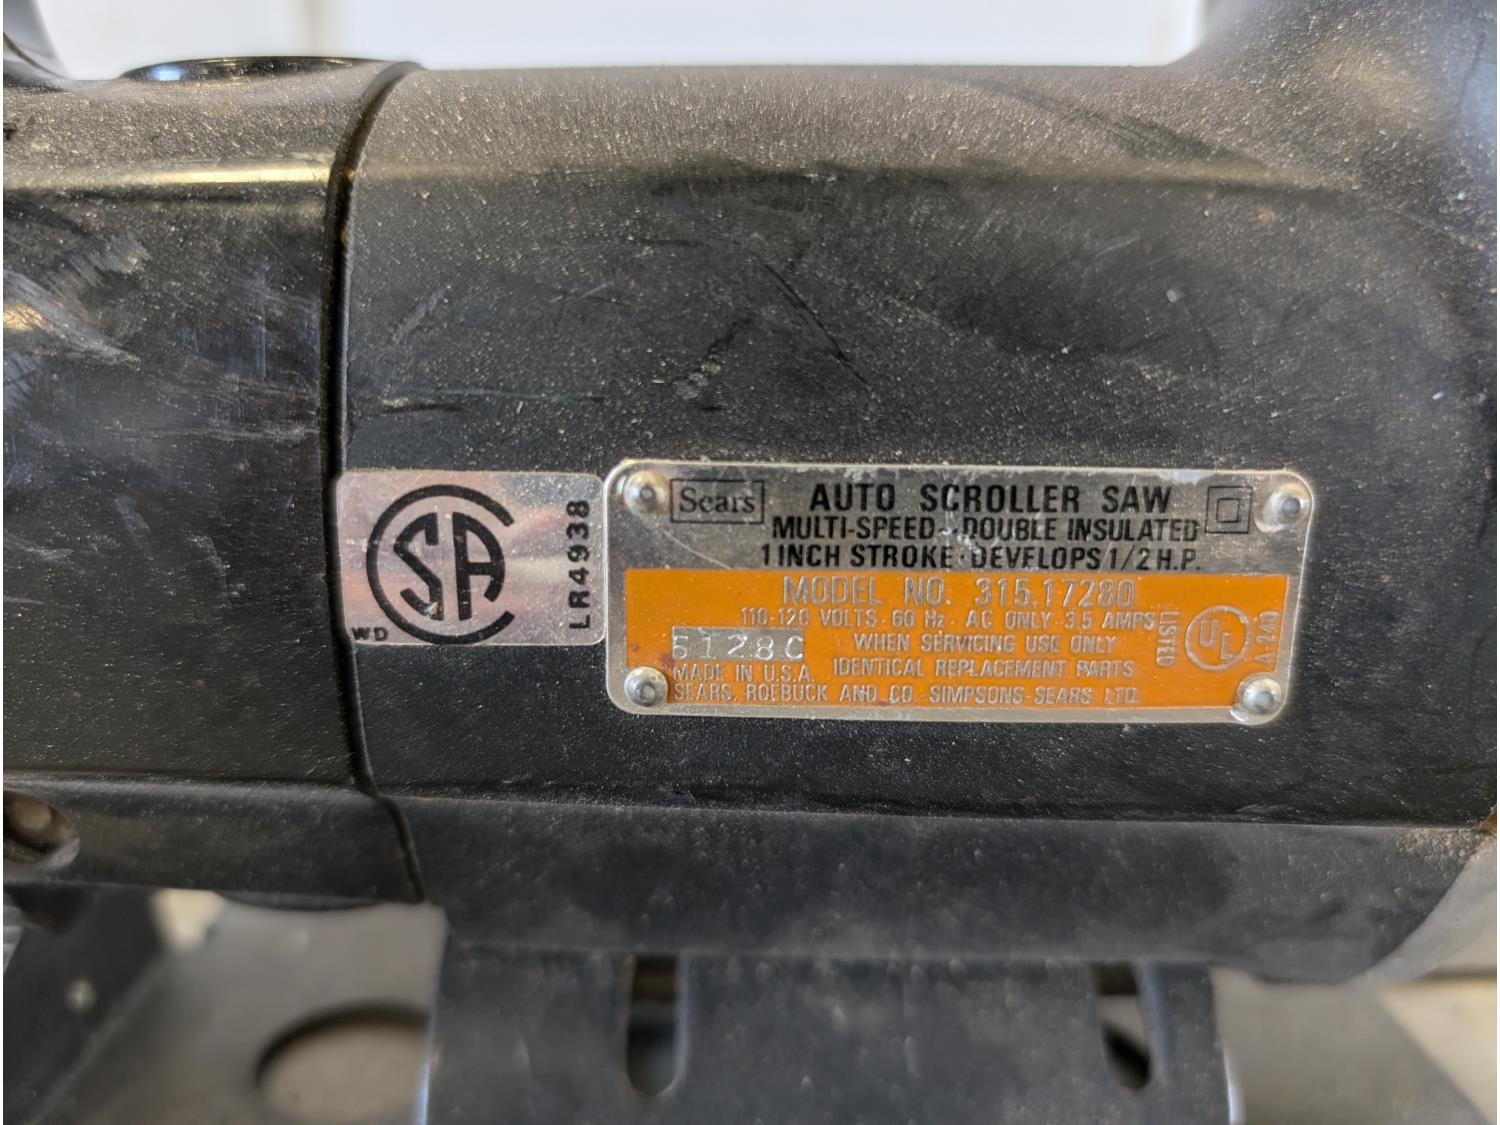 SA
WD
LR4938
Sears
AUTO SCROLLER SAW
MULTI-SPEED - DOUBLE INSULATED
1 INCH STROKE · DEVELOPS 1/2 H.P.
MODEL NO. 315.17280
110-120 VOLTS · 60 Hz · AC ONLY · 3.5 AMPS
WHEN SERVICING USE ONLY
IDENTICAL REPLACEMENT PARTS
MADE IN U.S.A.
SEARS, ROEBUCK AND CO · SIMPSONS-SEARS LTD.
LISTED
UL